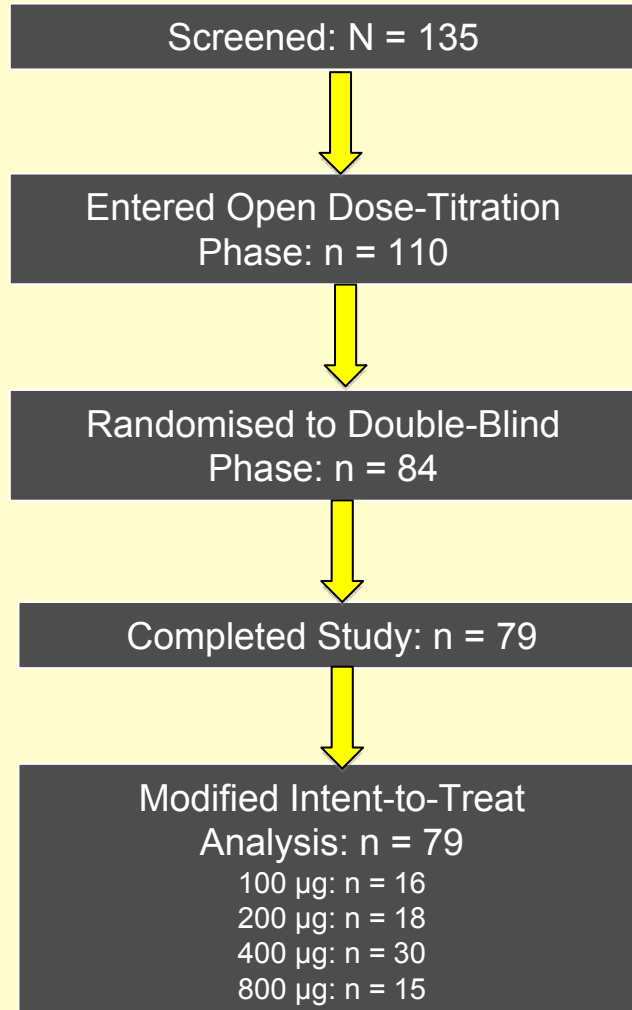 Screened: N = 135
Entered Open Dose-Titration
Phase: n = 110
Randomised to Double-Blind
Phase: n = 84
Completed Study: n = 79
Modified Intent-to-Treat
Analysis: n = 79
100 µg: n = 16
200 µg: n = 18
400 µg: n = 30
800 µg: n = 15